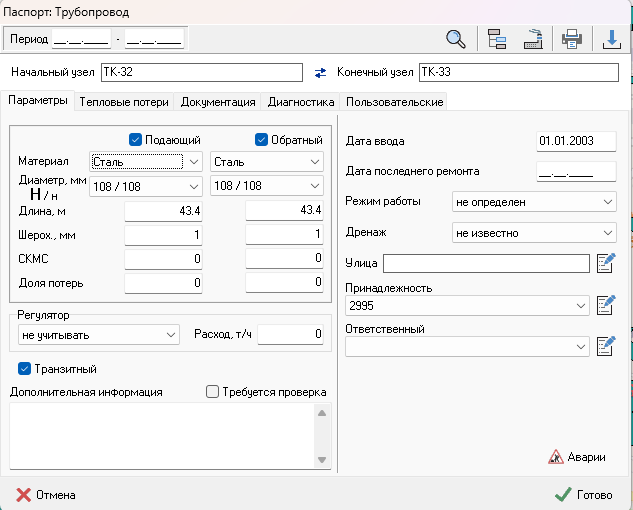 Паспорт: Трубопровод
Период __.__.____ - __.__.____
Начальный узел ТК-32 Конечный узел ТК-33
Параметры Тепловые потери Документация Диагностика Пользовательские
Подающий Обратный
Материал Сталь Сталь
Диаметр, мм 108 / 108 108 / 108
Н / н
Длина, м 43.4 43.4
Шерох., мм 1 1
СКМС 0 0
Доля потерь 0 0
Регулятор
не учитывать Расход, т/ч 0
Транзитный
Дополнительная информация Требуется проверка
Дата ввода 01.01.2003
Дата последнего ремонта __.__.____
Режим работы не определен
Дренаж не известно
Улица
Принадлежность
2995
Ответственный
Аварии
Отмена Готово